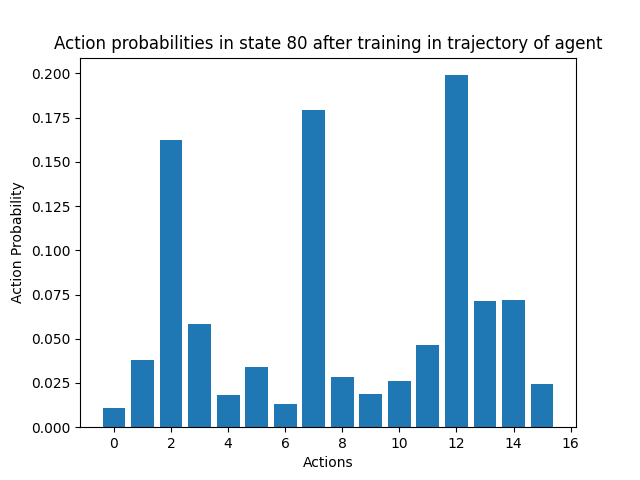 Action probabilities in state 80 after training in trajectory of agent
0.200
0.175
0.150
0.125
0.100
0.075
0.050
0.025
0.000
Action Probability
0 2 4 6 8 10 12 14 16
Actions